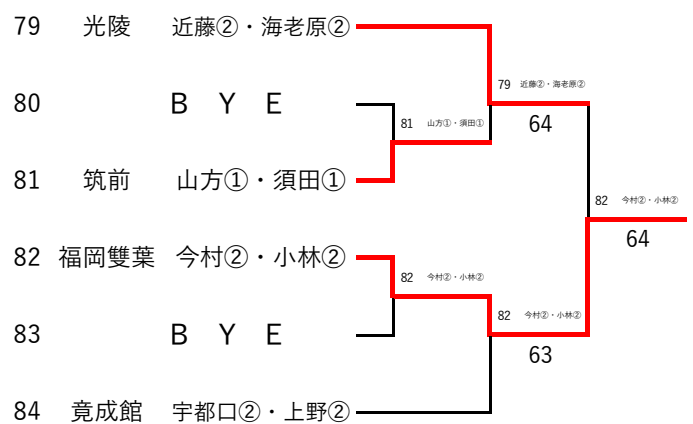 79 光陵 近藤②・海老原②
79 近藤②・海老原②
80 BYE
64
81 山方①・須田①
81 筑前 山方①・須田①
82 今村②・小林②
64
82 福岡雙葉 今村②・小林②
82 今村②・小林②
82 今村②・小林②
83 BYE
63
84 竟成館 宇都口②・上野②